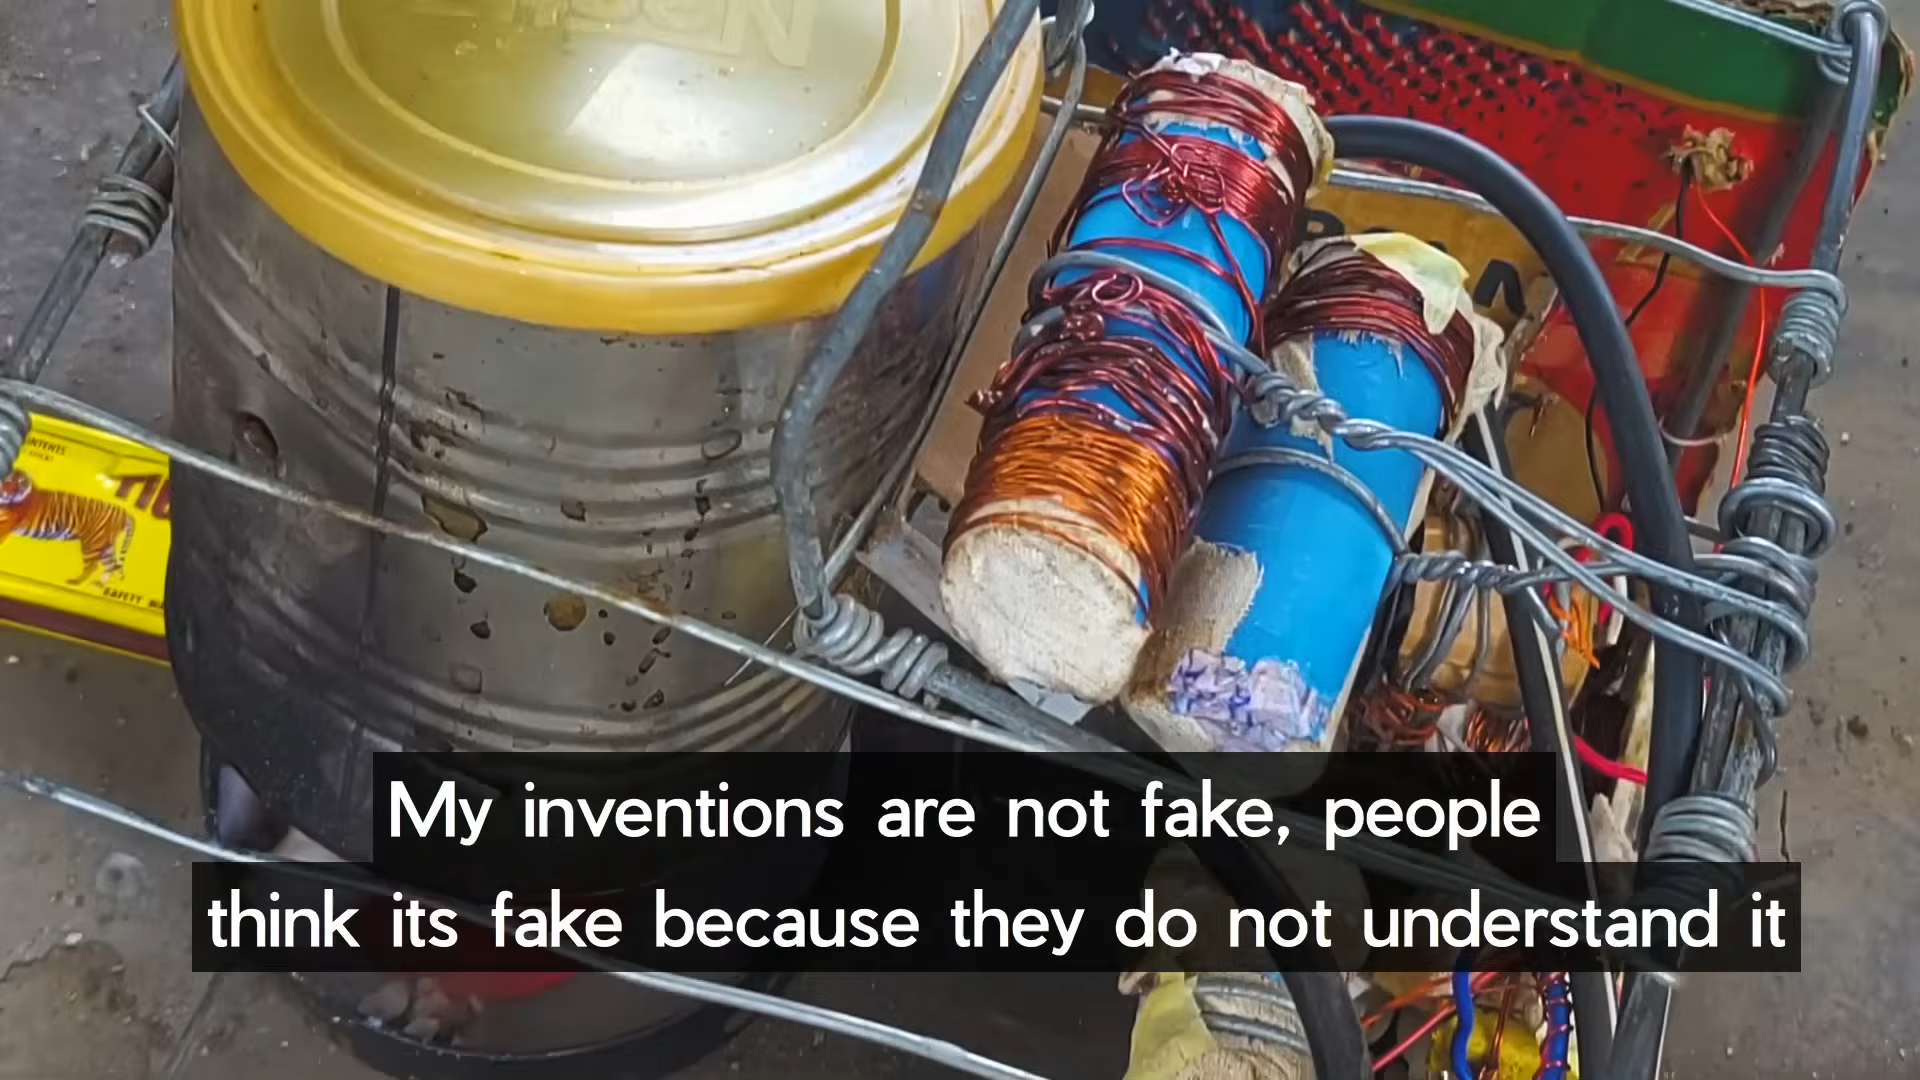 My inventions are not fake, people
think its fake because they do not understand it